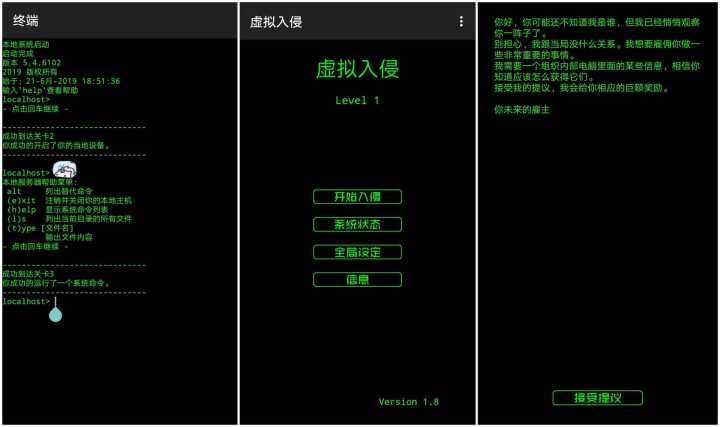 终端
本地系统启动
启动完成
版本 5.4.6102
2019 版权所有
始于: 21-6月-2019 18:51:36
输入'help'查看帮助
localhost>
- 点击回车继续 -
------------------------------
成功到达关卡2
你成功的开启了你的当地设备。
------------------------------
localhost>
本地服务器帮助菜单:
alt 列出替代命令
(e)xit 注销并关闭你的本地主机
(h)elp 显示系统命令列表
(l)s 列出当前目录的所有文件
(t)ype [文件名]
输出文件内容
- 点击回车继续 -
------------------------------
成功到达关卡3
你成功的运行了一个系统命令。
------------------------------
localhost>
虚拟入侵
虚拟入侵
Level 1
开始入侵
系统状态
全局设定
信息
Version 1.8
你好，你可能还不知道我是谁，但我已经悄悄观察
你一阵子了。
别担心，我跟当局没什么关系。我想要雇佣你做一
些非常重要的事情。
我需要一个组织内部电脑里面的某些信息，相信你
知道应该怎么获得它们。
接受我的提议，我会给你相应的巨额奖励。
你未来的雇主
接受提议